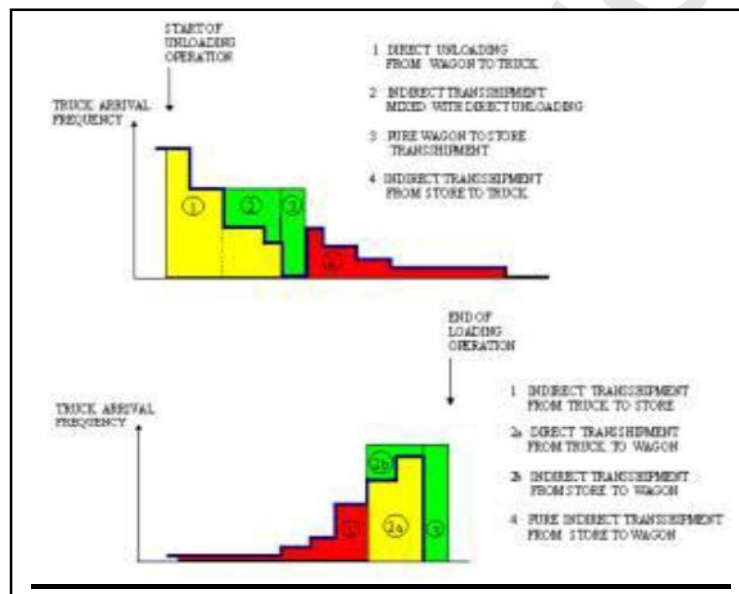 START OF
UNLOADING
OPERATION
1 DIRECT UNLOADING
FROM WAGON TO TRUCK
2 INDIRECT TRANSSHIPMENT
MIXED WITH DIRECT UNLOADING
3 PURE WAGON TO STORE
TRANSSHIPMENT
4 INDIRECT TRANSSHIPMENT
FROM STORE TO TRUCK
TRUCK ARRIVAL
FREQUENCY
1
2
3
4
END OF
LOADING
OPERATION
1 INDIRECT TRANSSHIPMENT
FROM TRUCK TO STORE
2a DIRECT TRANSSHIPMENT
FROM TRUCK TO WAGON
2b INDIRECT TRANSSHIPMENT
FROM STORE TO WAGON
4 PURE INDIRECT TRANSSHIPMENT
FROM STORE TO WAGON
TRUCK ARRIVAL
FREQUENCY
2b
1
2a
3